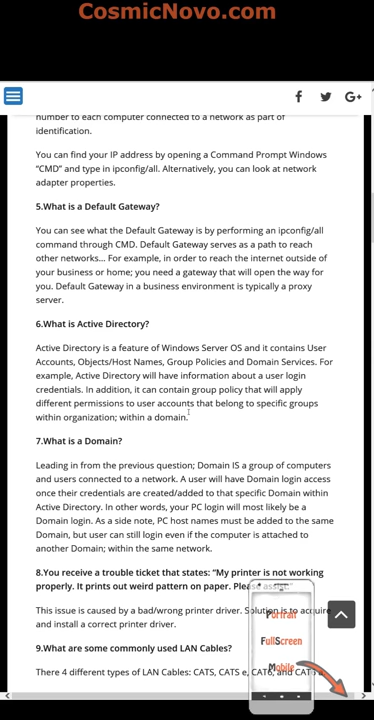 CosmicNovo.com
number to each computer connected to a network as part of
identification.
You can find your IP address by opening a Command Prompt Windows
“CMD” and type in ipconfig/all. Alternatively, you can look at network
adapter properties.
5.What is a Default Gateway?
You can see what the Default Gateway is by performing an ipconfig/all
command through CMD. Default Gateway serves as a path to reach
other networks... For example, in order to reach the internet outside of
your business or home; you need a gateway that will open the way for
you. Default Gateway in a business environment is typically a proxy
server.
6.What is Active Directory?
Active Directory is a feature of Windows Server OS and it contains User
Accounts, Objects/Host Names, Group Policies and Domain Services. For
example, Active Directory will have information about a user login
credentials. In addition, it can contain group policy that will apply
different permissions to user accounts that belong to specific groups
within organization; within a domain.
7.What is a Domain?
Leading in from the previous question; Domain IS a group of computers
and users connected to a network. A user will have Domain login access
once their credentials are created/added to that specific Domain within
Active Directory. In other words, your PC login will most likely be a
Domain login. As a side note, PC host names must be added to the same
Domain, but user can still login even if the computer is attached to
another Domain; within the same network.
8.You receive a trouble ticket that states: “My printer is not working
properly. It prints out weird pattern on paper. Please assist.”
This issue is caused by a bad/wrong printer driver. Solution is to acquire
and install a correct printer driver.
Portrait
FullScreen
Mobile
9.What are some commonly used LAN Cables?
There 4 different types of LAN Cables: CAT5, CAT5 e, CAT6, and CAT